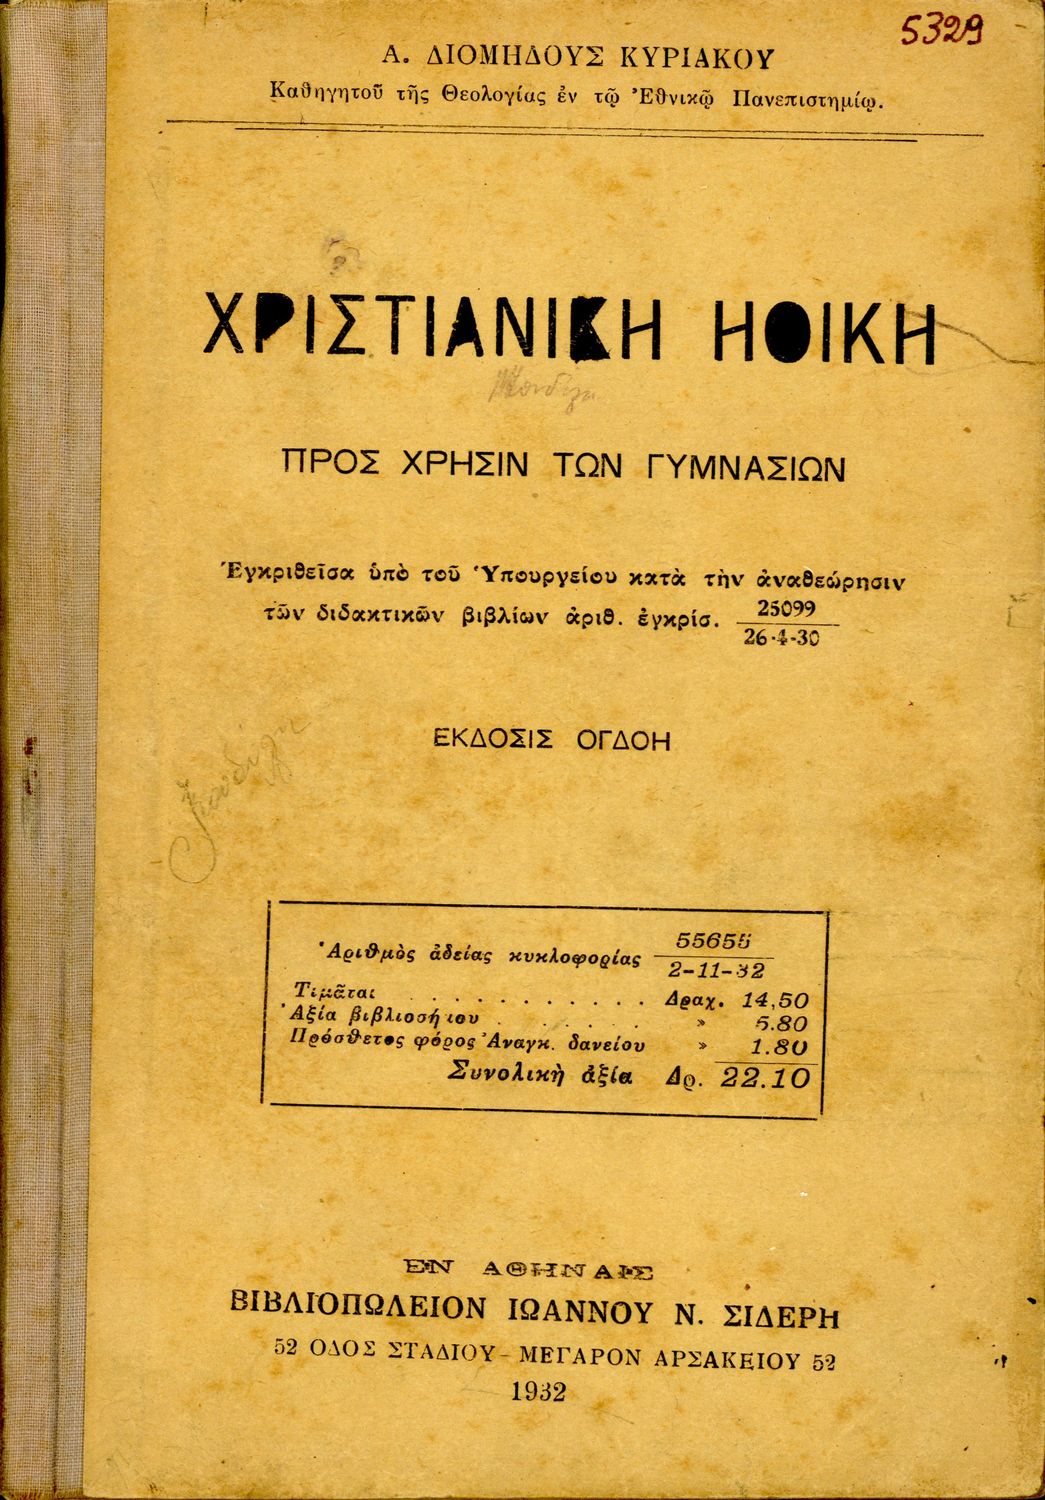 5329
Α. ΔΙΟΜΗΔΟΥΣ ΚΥΡΙΑΚΟΥ
Καθηγητοῦ τῆς Θεολογίας ἐν τῷ Ἐθνικῷ Πανεπιστημίῳ.
ΧΡΙΣΤΙΑΝΙΚΗ ΗΘΙΚΗ
ΠΡΟΣ ΧΡΗΣΙΝ ΤΩΝ ΓΥΜΝΑΣΙΩΝ
Ἐγκριθεῖσα ὑπὸ τοῦ Ὑπουργείου κατὰ τὴν ἀναθεώρησιν
τῶν διδακτικῶν βιβλίων ἀριθ. ἐγκρίσ. 25099
26-4-30
ΕΚΔΟΣΙΣ ΟΓΔΟΗ
Ἀριθμὸς ἀδείας κυκλοφορίας 55655
2-11-32
Τιμᾶται . . . . . . . . . . Δραχ. 14,50
Ἀξία βιβλιοσήμου . . . . . » 5.80
Πρόσθετος φόρος Ἀναγκ. δανείου » 1.80
Συνολικὴ ἀξία Δρ. 22.10
ΕΝ ΑΘΗΝΑΙΣ
ΒΙΒΛΙΟΠΩΛΕΙΟΝ ΙΩΑΝΝΟΥ Ν. ΣΙΔΕΡΗ
52 ΟΔΟΣ ΣΤΑΔΙΟΥ - ΜΕΓΑΡΟΝ ΑΡΣΑΚΕΙΟΥ 52
1932